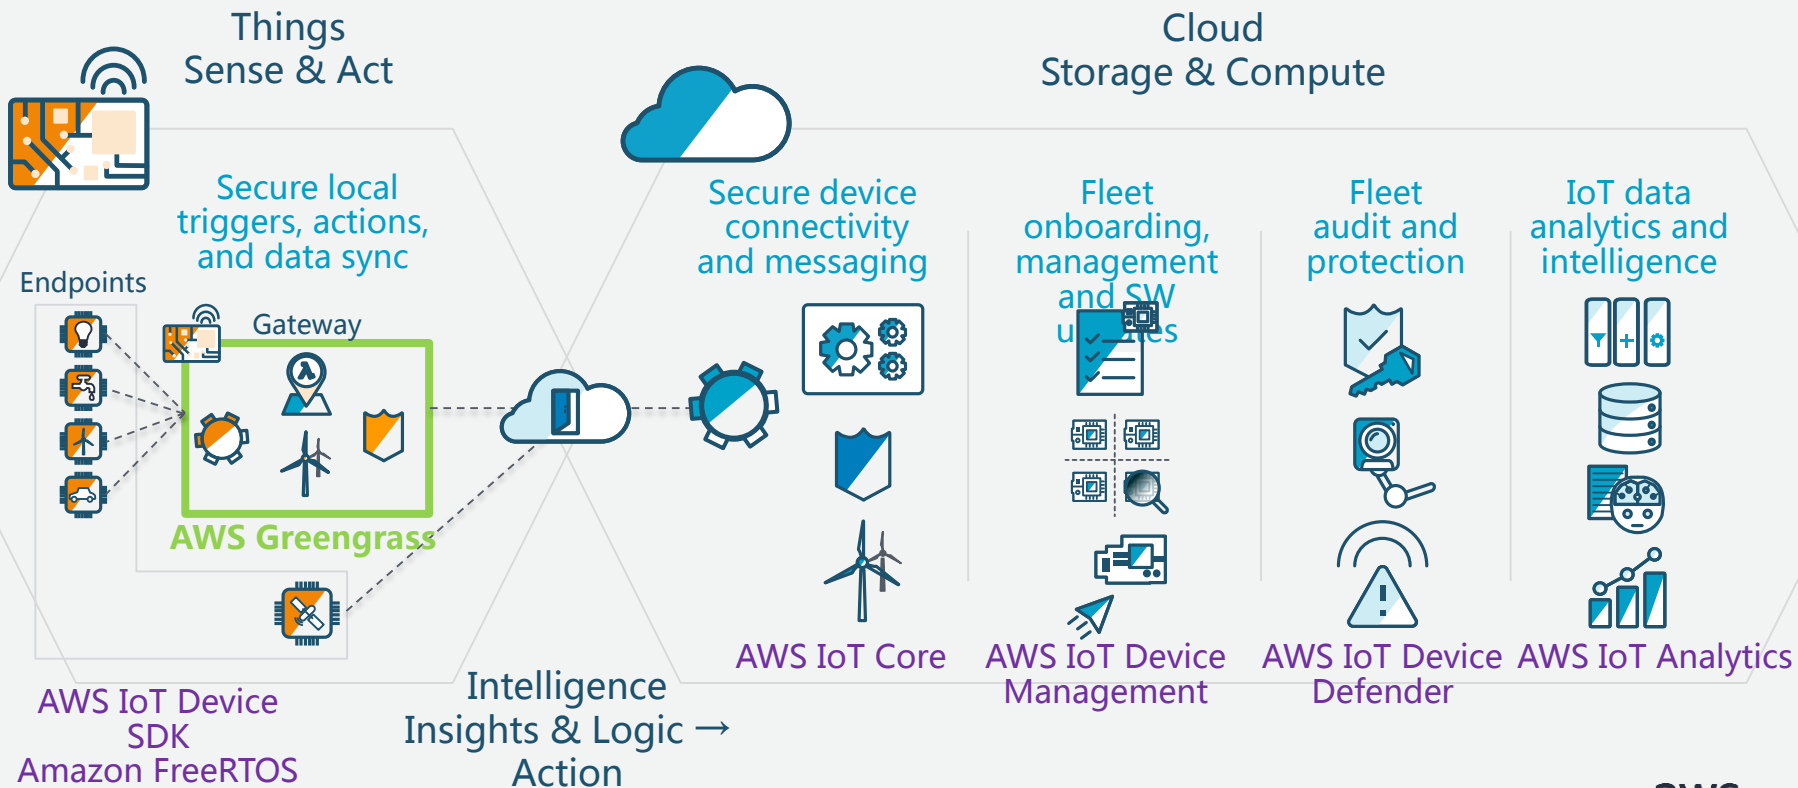 Things
Sense & Act
Cloud
Storage & Compute
Secure local
triggers, actions,
and data sync
Endpoints
Gateway
AWS Greengrass
Secure device
connectivity
and messaging
Fleet
onboarding,
management
and SW
Fleet
audit and
protection
IoT data
analytics and
intelligence
AWS IoT Core
AWS IoT Device
Management
AWS IoT Device
Defender
AWS IoT Analytics
AWS IoT Device
SDK
Amazon FreeRTOS
Intelligence
Insights & Logic →
Action
aws